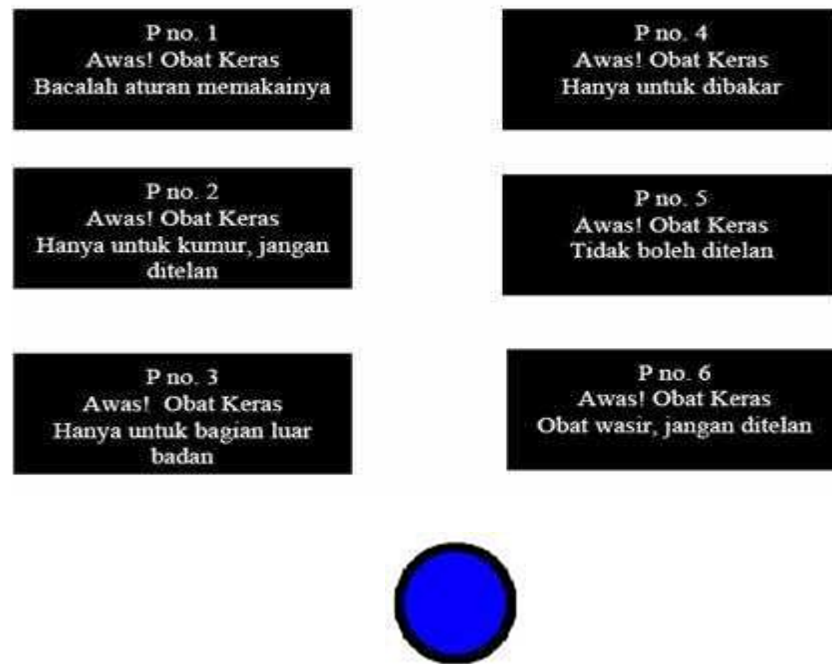 P no. 1
Awas! Obat Keras
Bacalah aturan memakainya
P no. 2
Awas! Obat Keras
Hanya untuk kumur, jangan
ditelan
P no. 3
Awas! Obat Keras
Hanya untuk bagian luar
badan
P no. 4
Awas! Obat Keras
Hanya untuk dibakar
P no. 5
Awas! Obat Keras
Tidak boleh ditelan
P no. 6
Awas! Obat Keras
Obat wasir, jangan ditelan